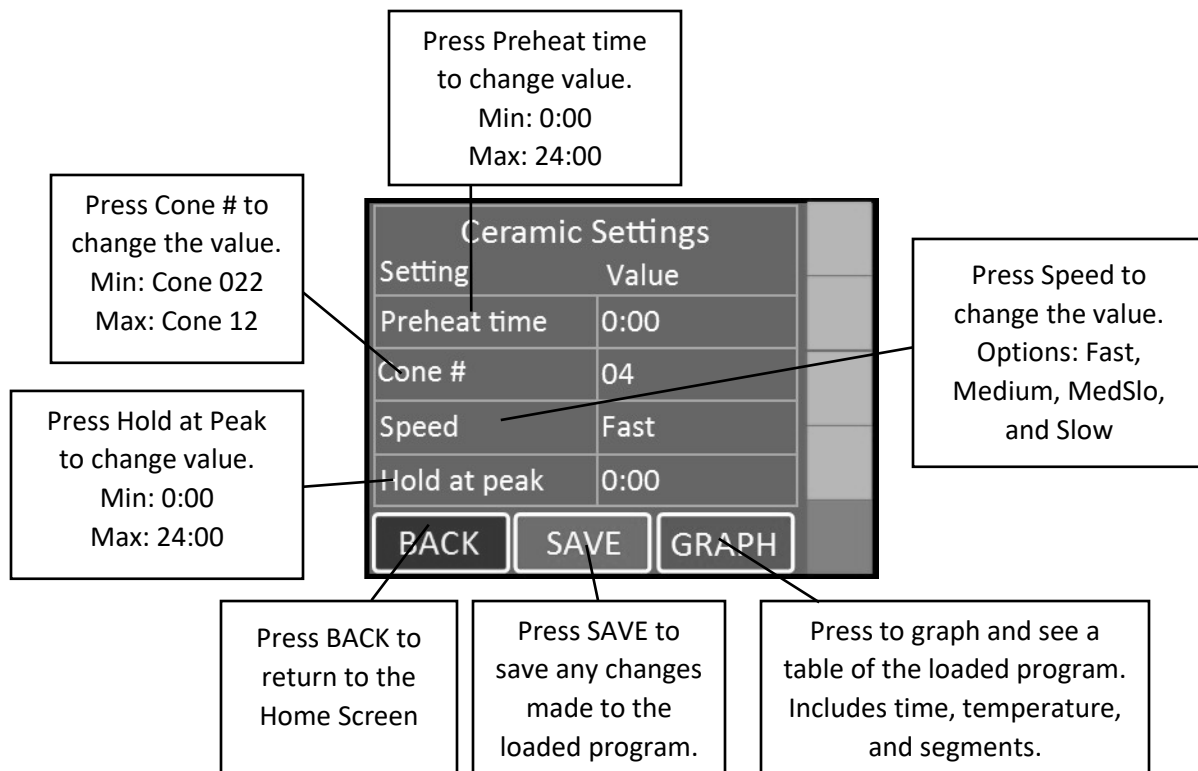 Press Preheat time
to change value.
Min: 0:00
Max: 24:00
Press Cone # to
change the value.
Min: Cone 022
Max: Cone 12
Press Hold at Peak
to change value.
Min: 0:00
Max: 24:00
Ceramic Settings
Setting Value
Preheat time 0:00
Cone # 04
Speed Fast
Hold at peak 0:00
BACK SAVE GRAPH
Press Speed to
change the value.
Options: Fast,
Medium, MedSlo,
and Slow
Press BACK to
return to the
Home Screen
Press SAVE to
save any changes
made to the
loaded program.
Press to graph and see a
table of the loaded program.
Includes time, temperature,
and segments.